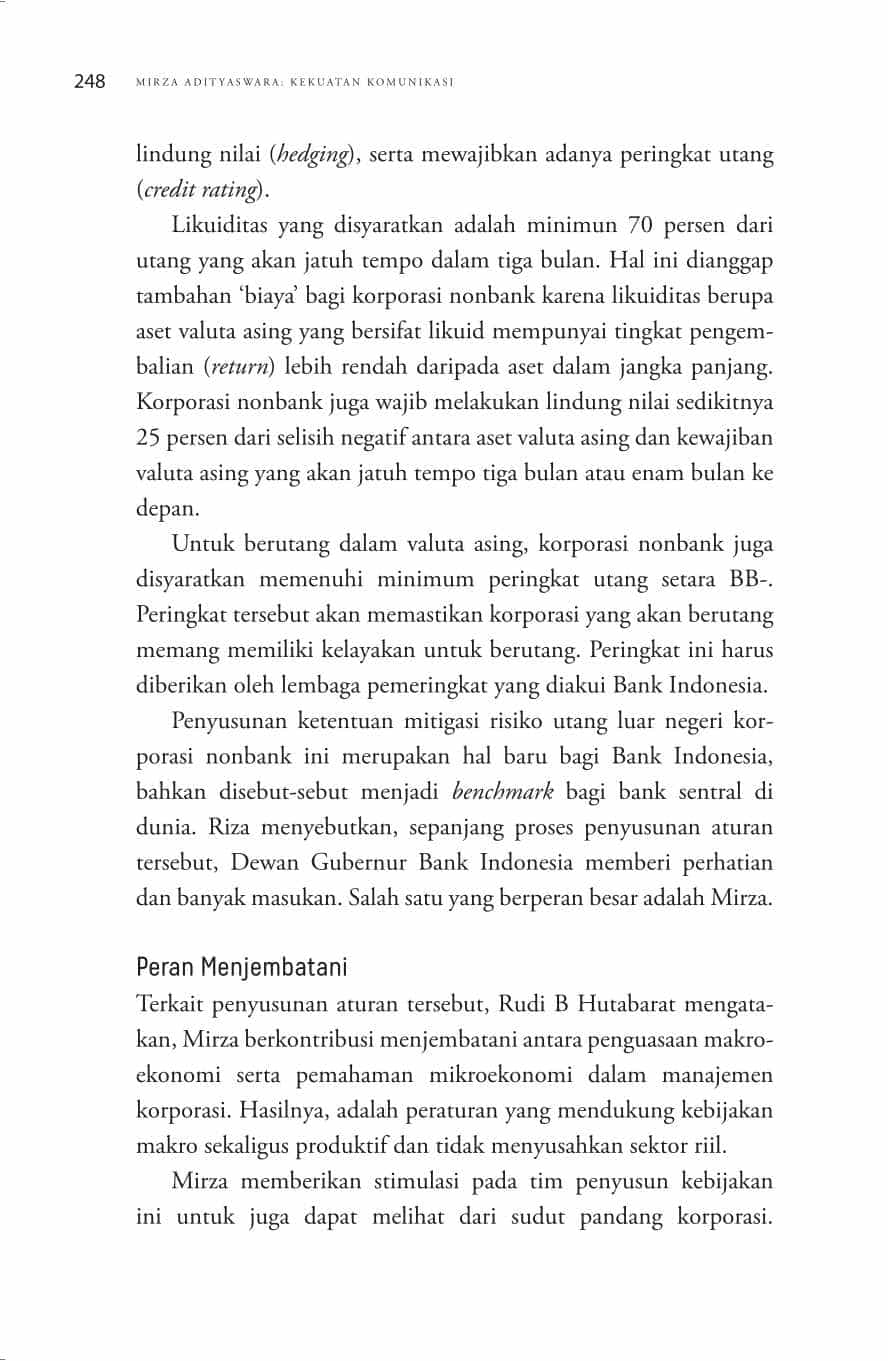 248 MIRZA ADITYASWARA: KEKUATAN KOMUNIKASI
lindung nilai (hedging), serta mewajibkan adanya peringkat utang
(credit rating).
Likuiditas yang disyaratkan adalah minimun 70 persen dari
utang yang akan jatuh tempo dalam tiga bulan. Hal ini dianggap
tambahan ‘biaya’ bagi korporasi nonbank karena likuiditas berupa
aset valuta asing yang bersifat likuid mempunyai tingkat pengem-
balian (return) lebih rendah daripada aset dalam jangka panjang.
Korporasi nonbank juga wajib melakukan lindung nilai sedikitnya
25 persen dari selisih negatif antara aset valuta asing dan kewajiban
valuta asing yang akan jatuh tempo tiga bulan atau enam bulan ke
depan.
Untuk berutang dalam valuta asing, korporasi nonbank juga
disyaratkan memenuhi minimum peringkat utang setara BB-.
Peringkat tersebut akan memastikan korporasi yang akan berutang
memang memiliki kelayakan untuk berutang. Peringkat ini harus
diberikan oleh lembaga pemeringkat yang diakui Bank Indonesia.
Penyusunan ketentuan mitigasi risiko utang luar negeri kor-
porasi nonbank ini merupakan hal baru bagi Bank Indonesia,
bahkan disebut-sebut menjadi benchmark bagi bank sentral di
dunia. Riza menyebutkan, sepanjang proses penyusunan aturan
tersebut, Dewan Gubernur Bank Indonesia memberi perhatian
dan banyak masukan. Salah satu yang berperan besar adalah Mirza.
Peran Menjembatani
Terkait penyusunan aturan tersebut, Rudi B Hutabarat mengata-
kan, Mirza berkontribusi menjembatani antara penguasaan makro-
ekonomi serta pemahaman mikroekonomi dalam manajemen
korporasi. Hasilnya, adalah peraturan yang mendukung kebijakan
makro sekaligus produktif dan tidak menyusahkan sektor riil.
Mirza memberikan stimulasi pada tim penyusun kebijakan
ini untuk juga dapat melihat dari sudut pandang korporasi.